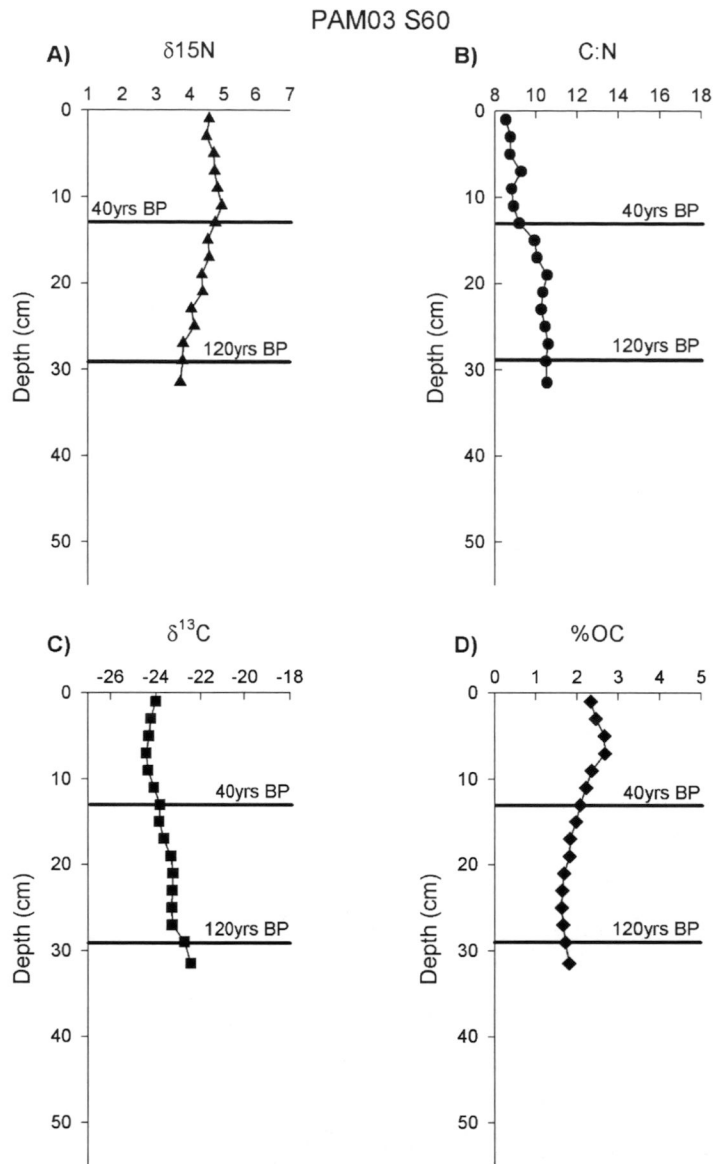 PAM03 S60
A) δ15N
1 2 3 4 5 6 7
0
10
20
30
40
50
Depth (cm)
40yrs BP
120yrs BP
B) C:N
8 10 12 14 16 18
0
10
20
30
40
50
Depth (cm)
40yrs BP
120yrs BP
C) δ¹³C
-26 -24 -22 -20 -18
0
10
20
30
40
50
Depth (cm)
40yrs BP
120yrs BP
D) %OC
0 1 2 3 4 5
0
10
20
30
40
50
Depth (cm)
40yrs BP
120yrs BP